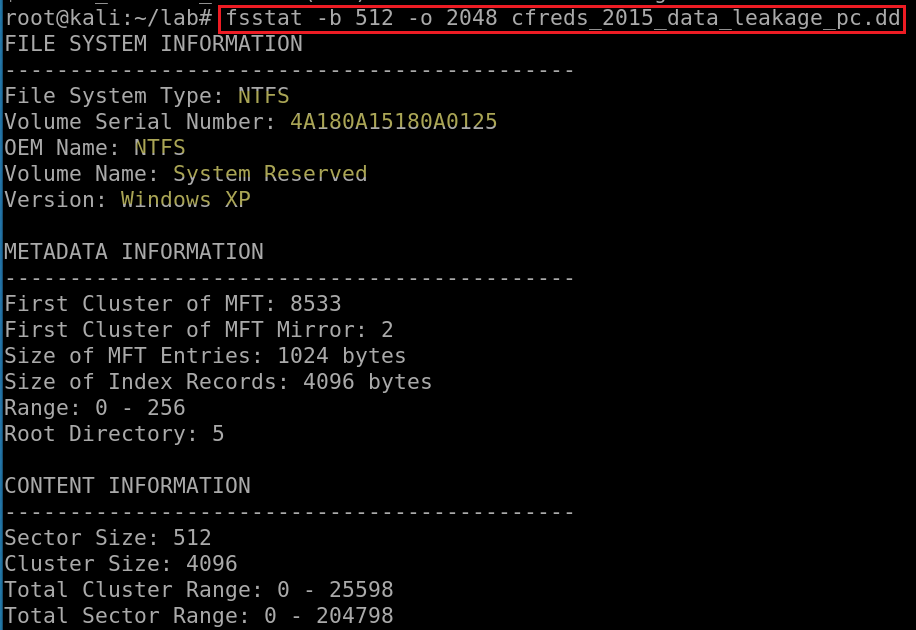 root@kali:~/lab# fsstat -b 512 -o 2048 cfreds_2015_data_leakage_pc.dd
FILE SYSTEM INFORMATION
--------------------------------------------
File System Type: NTFS
Volume Serial Number: 4A180A15180A0125
OEM Name: NTFS
Volume Name: System Reserved
Version: Windows XP
METADATA INFORMATION
--------------------------------------------
First Cluster of MFT: 8533
First Cluster of MFT Mirror: 2
Size of MFT Entries: 1024 bytes
Size of Index Records: 4096 bytes
Range: 0 - 256
Root Directory: 5
CONTENT INFORMATION
--------------------------------------------
Sector Size: 512
Cluster Size: 4096
Total Cluster Range: 0 - 25598
Total Sector Range: 0 - 204798